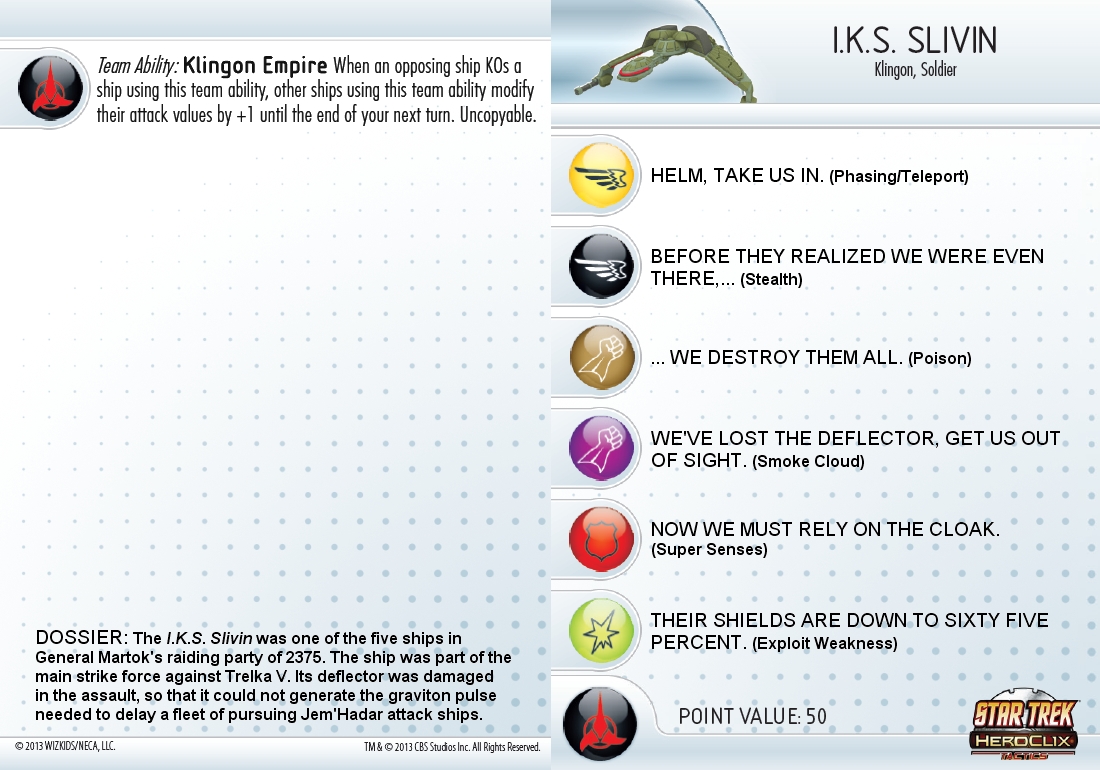 Team Ability: Klingon Empire When an opposing ship KOs a
ship using this team ability, other ships using this team ability modify
their attack values by +1 until the end of your next turn. Uncopyable.
DOSSIER: The I.K.S. Slivin was one of the five ships in
General Martok's raiding party of 2375. The ship was part of the
main strike force against Trelka V. Its deflector was damaged
in the assault, so that it could not generate the graviton pulse
needed to delay a fleet of pursuing Jem'Hadar attack ships.
© 2013 WIZKIDS/NECA, LLC.
TM & © 2013 CBS Studios Inc. All Rights Reserved.
I.K.S. SLIVIN
Klingon, Soldier
HELM, TAKE US IN. (Phasing/Teleport)
BEFORE THEY REALIZED WE WERE EVEN
THERE,... (Stealth)
... WE DESTROY THEM ALL. (Poison)
WE'VE LOST THE DEFLECTOR, GET US OUT
OF SIGHT. (Smoke Cloud)
NOW WE MUST RELY ON THE CLOAK.
(Super Senses)
THEIR SHIELDS ARE DOWN TO SIXTY FIVE
PERCENT. (Exploit Weakness)
POINT VALUE: 50
STAR TREK
HEROCLIX
TACTICS